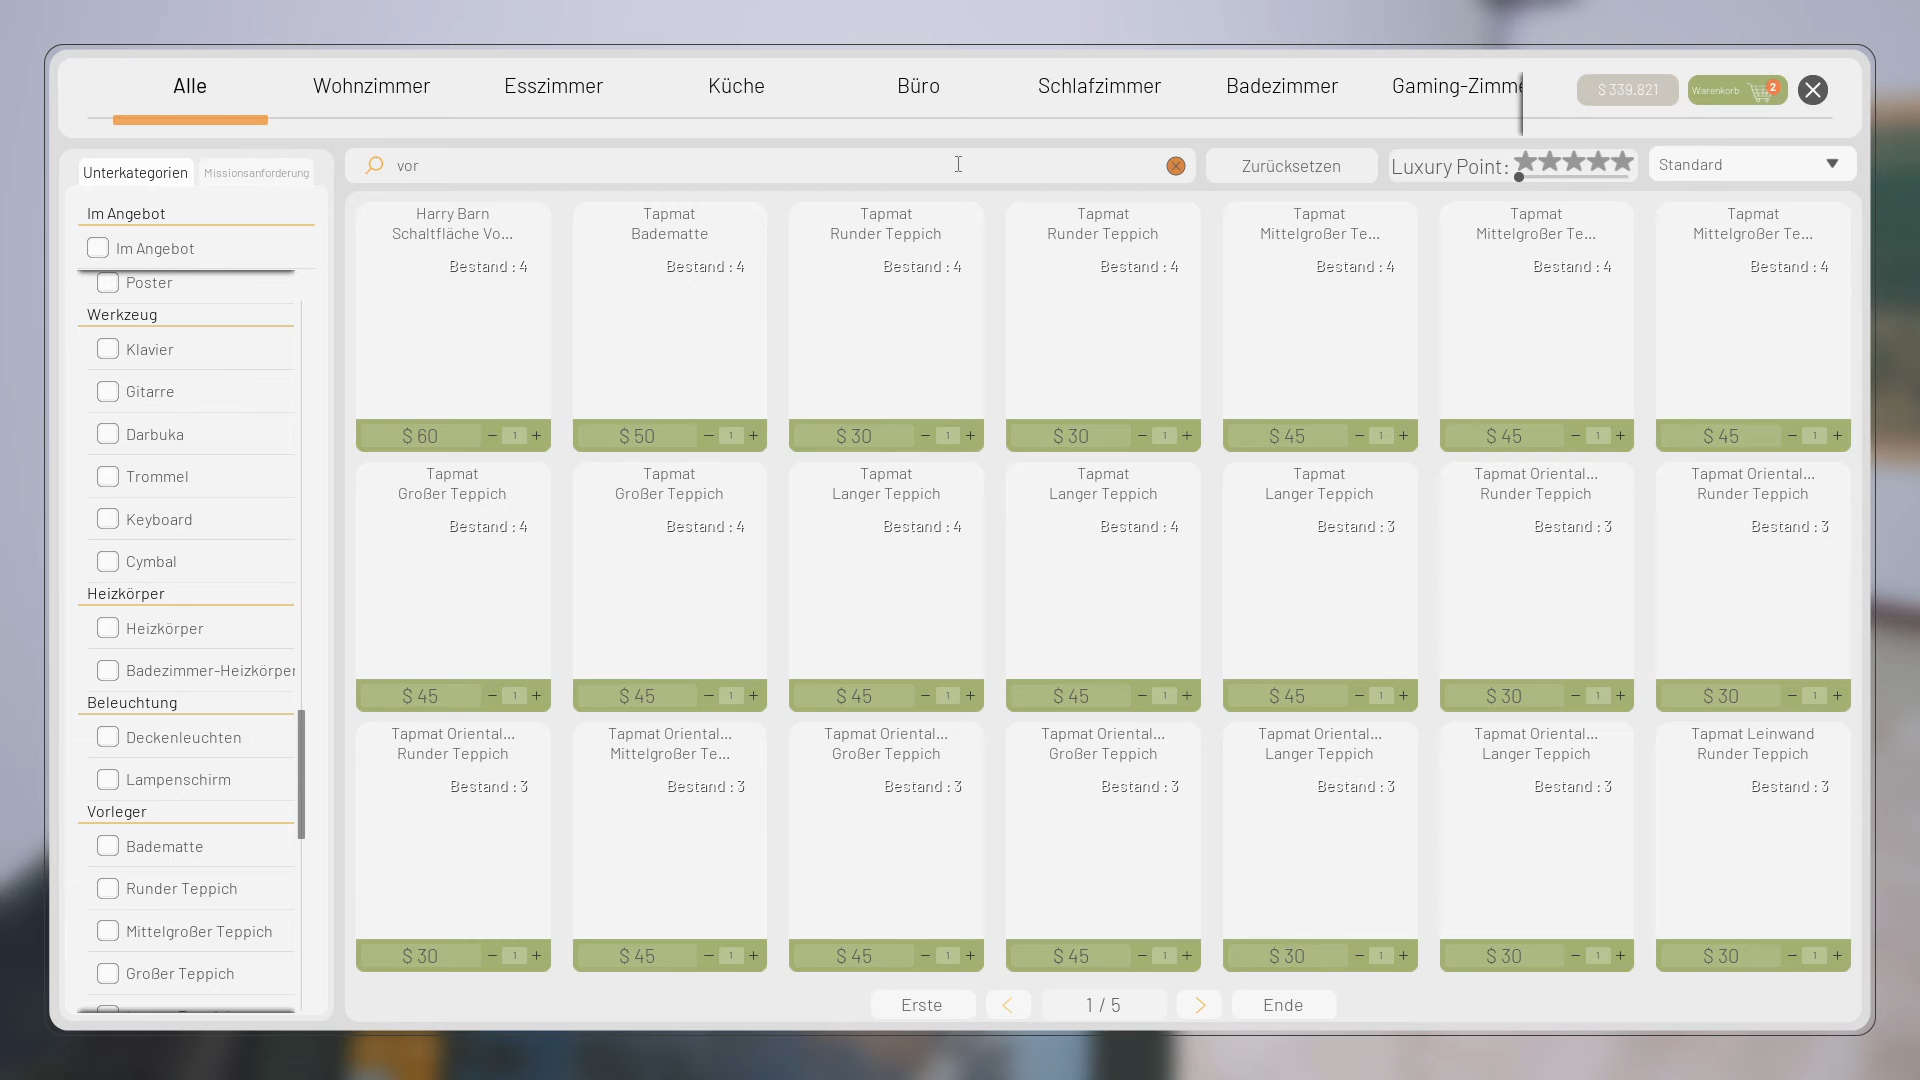 Alle Wohnzimmer Esszimmer Küche Büro Schlafzimmer Badezimmer Gaming-Zimme
$ 339.821 Warenkorb 2
Unterkategorien Missionsanforderung
vor Zurücksetzen Luxury Point: Standard
Im Angebot
Im Angebot
Poster
Werkzeug
Klavier
Gitarre
Darbuka
Trommel
Keyboard
Cymbal
Heizkörper
Heizkörper
Badezimmer-Heizkörper
Beleuchtung
Deckenleuchten
Lampenschirm
Vorleger
Badematte
Runder Teppich
Mittelgroßer Teppich
Großer Teppich
Harry Barn Tapmat Tapmat Tapmat Tapmat Tapmat Tapmat
Schaltfläche Vo... Badematte Runder Teppich Runder Teppich Mittelgroßer Te... Mittelgroßer Te... Mittelgroßer Te...
Bestand : 4 Bestand : 4 Bestand : 4 Bestand : 4 Bestand : 4 Bestand : 4 Bestand : 4
$ 60 − 1 + $ 50 − 1 + $ 30 − 1 + $ 30 − 1 + $ 45 − 1 + $ 45 − 1 + $ 45 − 1 +
Tapmat Tapmat Tapmat Tapmat Tapmat Tapmat Oriental... Tapmat Oriental...
Großer Teppich Großer Teppich Langer Teppich Langer Teppich Langer Teppich Runder Teppich Runder Teppich
Bestand : 4 Bestand : 4 Bestand : 4 Bestand : 4 Bestand : 3 Bestand : 3 Bestand : 3
$ 45 − 1 + $ 45 − 1 + $ 45 − 1 + $ 45 − 1 + $ 45 − 1 + $ 30 − 1 + $ 30 − 1 +
Tapmat Oriental... Tapmat Oriental... Tapmat Oriental... Tapmat Oriental... Tapmat Oriental... Tapmat Oriental... Tapmat Leinwand
Runder Teppich Mittelgroßer Te... Großer Teppich Großer Teppich Langer Teppich Langer Teppich Runder Teppich
Bestand : 3 Bestand : 3 Bestand : 3 Bestand : 3 Bestand : 3 Bestand : 3 Bestand : 3
$ 30 − 1 + $ 45 − 1 + $ 45 − 1 + $ 45 − 1 + $ 30 − 1 + $ 30 − 1 + $ 30 − 1 +
Erste < 1 / 5 > Ende